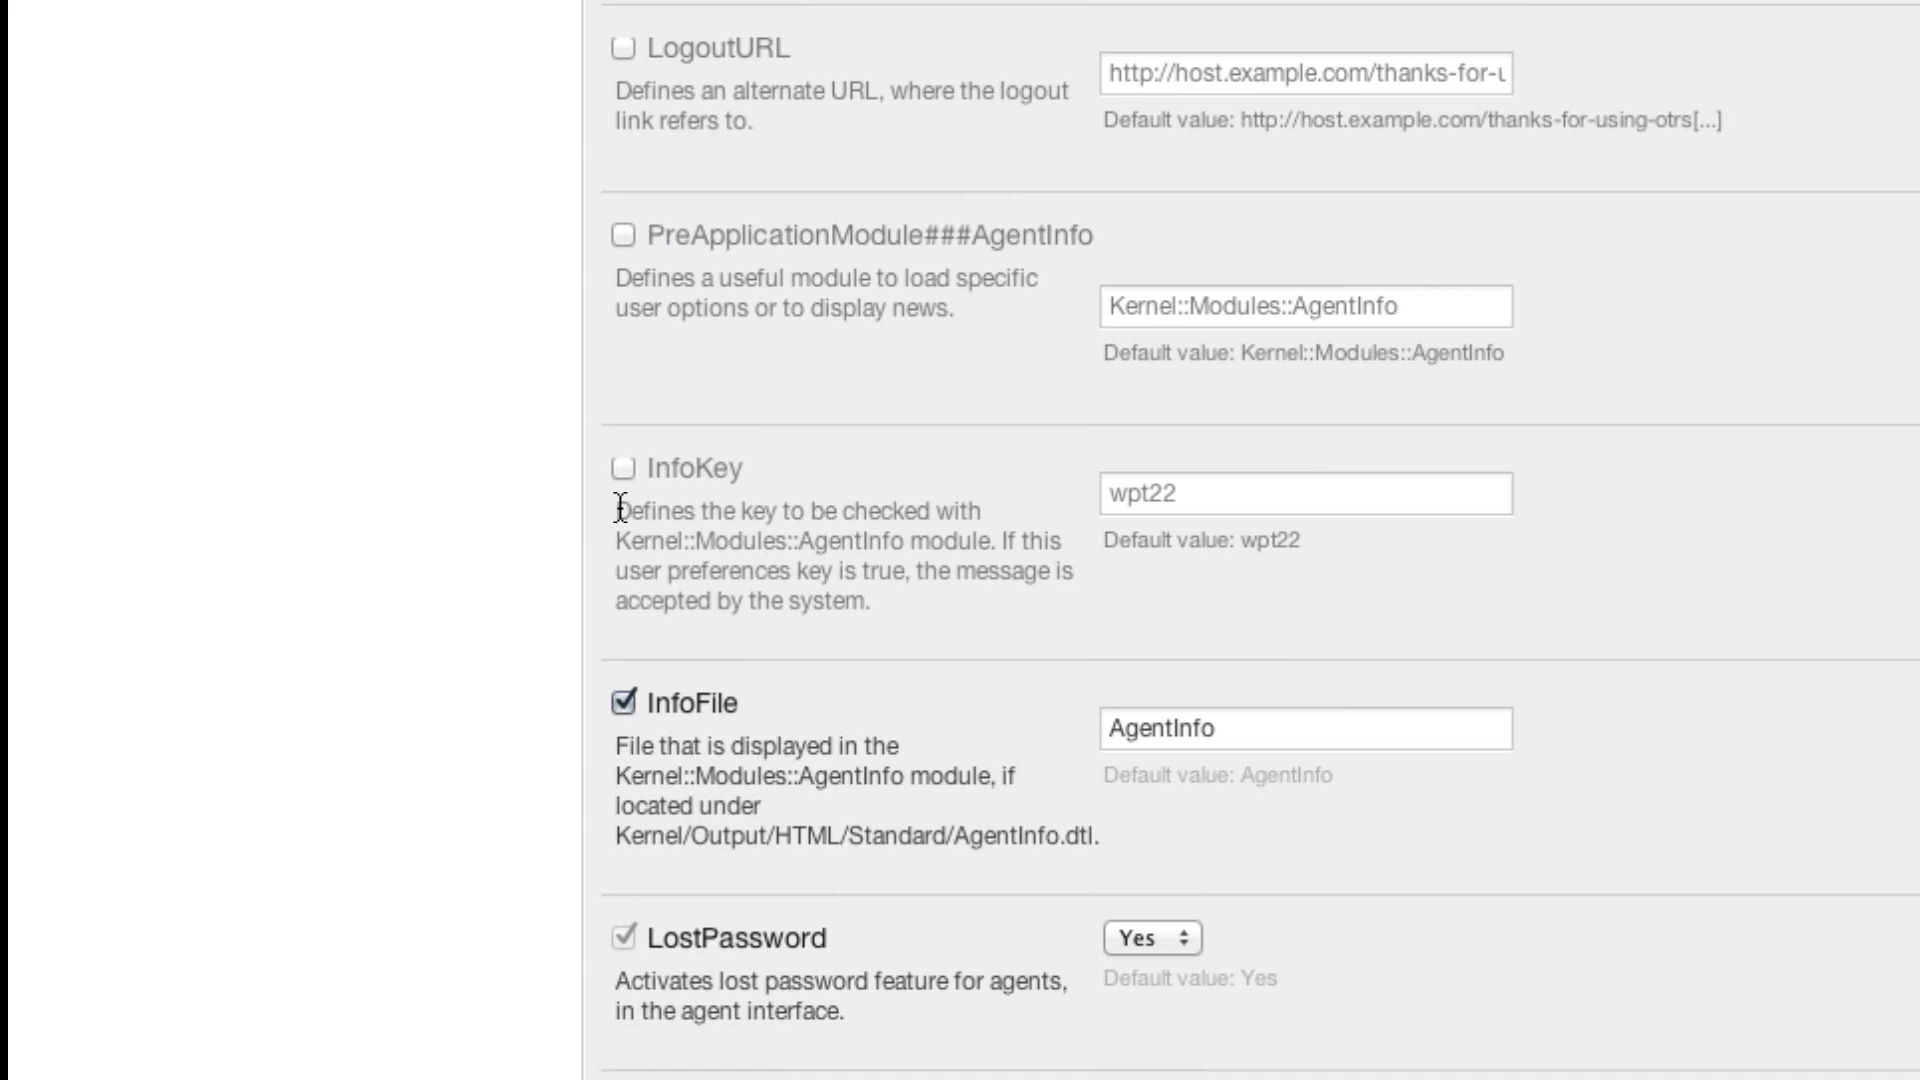 LogoutURL
Defines an alternate URL, where the logout
link refers to.
http://host.example.com/thanks-for-u
Default value: http://host.example.com/thanks-for-using-otrs[...]
PreApplicationModule###AgentInfo
Defines a useful module to load specific
user options or to display news.
Kernel::Modules::AgentInfo
Default value: Kernel::Modules::AgentInfo
InfoKey
Defines the key to be checked with
Kernel::Modules::AgentInfo module. If this
user preferences key is true, the message is
accepted by the system.
wpt22
Default value: wpt22
InfoFile
File that is displayed in the
Kernel::Modules::AgentInfo module, if
located under
Kernel/Output/HTML/Standard/AgentInfo.dtl.
AgentInfo
Default value: AgentInfo
LostPassword
Activates lost password feature for agents,
in the agent interface.
Yes
Default value: Yes